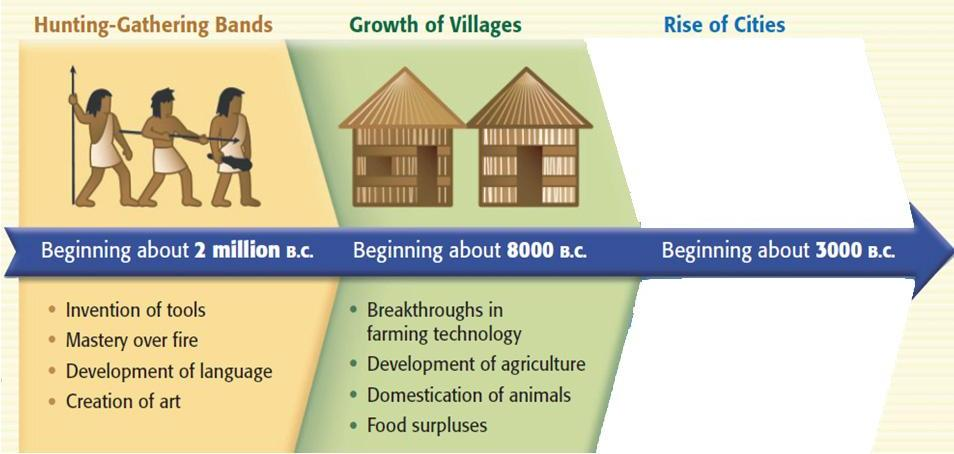 Hunting-Gathering Bands
Growth of Villages
Rise of Cities
Beginning about 2 million B.C.
Beginning about 8000 B.C.
Beginning about 3000 B.C.
• Invention of tools
• Mastery over fire
• Development of language
• Creation of art
• Breakthroughs in
farming technology
• Development of agriculture
• Domestication of animals
• Food surpluses